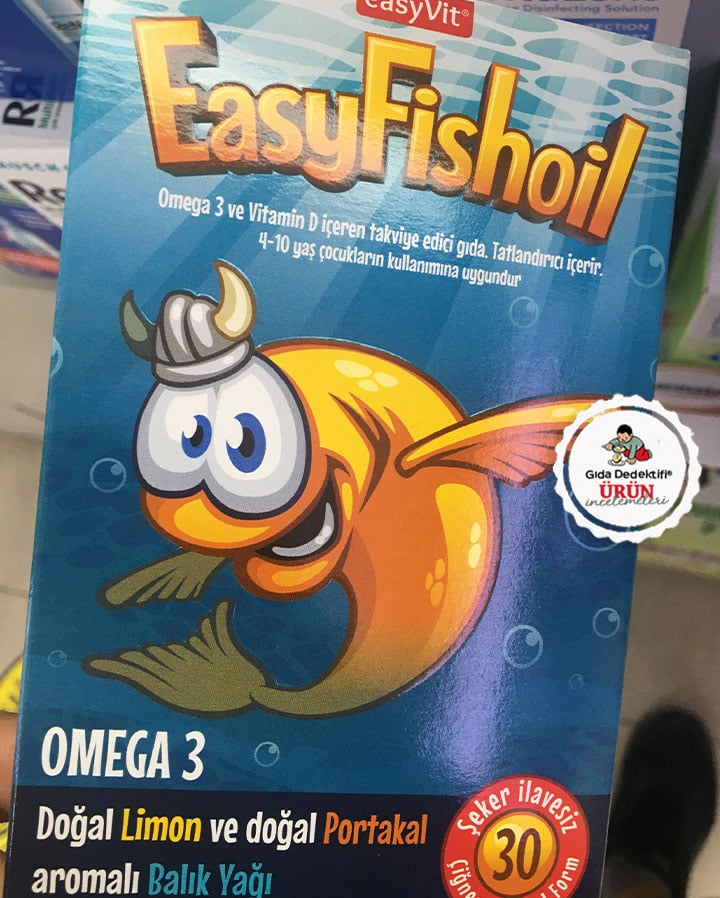 easyVit®
Disinfecting Solution
EasyFishoil
Omega 3 ve Vitamin D içeren takviye edici gıda. Tatlandırıcı içerir.
4-10 yaş çocukların kullanımına uygundur
Gıda Dedektifi®
ÜRÜN
incelemeleri
OMEGA 3
Doğal Limon ve doğal Portakal
aromalı Balık Yağı
Şeker ilavesiz
30
Form